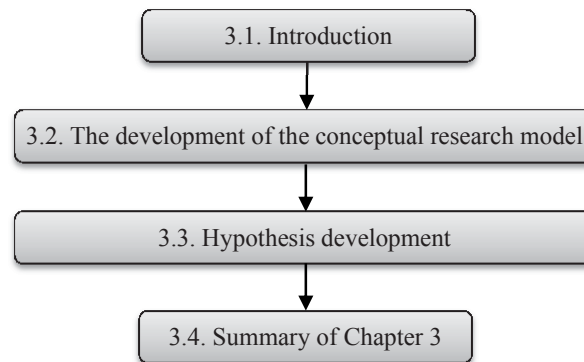 3.1. Introduction
3.2. The development of the conceptual research model
3.3. Hypothesis development
3.4. Summary of Chapter 3